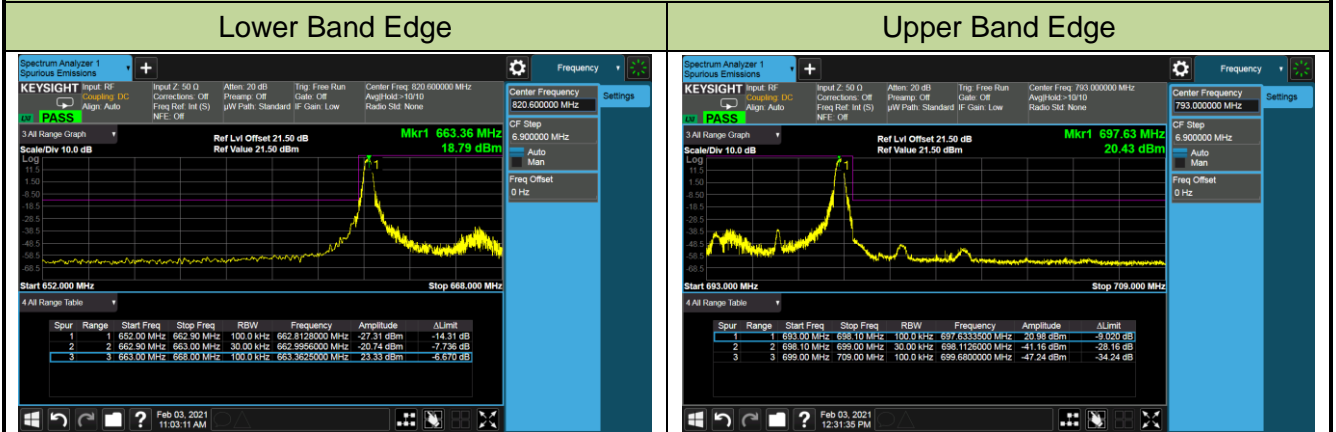 Lower Band Edge
Upper Band Edge
Spectrum Analyzer 1
Spurious Emissions
+
Frequency
KEYSIGHT
Input: RF
Coupling: DC
Align: Auto
Input Z: 50 Ω
Corrections: Off
Freq Ref: Int (S)
NFE: Off
Atten: 20 dB
Preamp: Off
µW Path: Standard
Trig: Free Run
Gate: Off
IF Gain: Low
Center Freq: 820.600000 MHz
Avg|Hold:>10/10
Radio Std: None
PASS
Center Frequency
820.600000 MHz
Settings
CF Step
6.900000 MHz
Auto
Man
Freq Offset
0 Hz
3 All Range Graph
Scale/Div 10.0 dB
Ref Lvl Offset 21.50 dB
Ref Value 21.50 dBm
Mkr1 663.36 MHz
18.79 dBm
Log
11.5
1.50
-8.50
-18.5
-28.5
-38.5
-48.5
-58.5
-68.5
1
Start 652.000 MHz
Stop 668.000 MHz
4 All Range Table
Spur Range Start Freq Stop Freq RBW Frequency Amplitude ΔLimit
1 1 652.00 MHz 662.90 MHz 100.0 kHz 662.8128000 MHz -27.31 dBm -14.31 dB
2 2 662.90 MHz 663.00 MHz 30.00 kHz 662.9956000 MHz -20.74 dBm -7.736 dB
3 3 663.00 MHz 668.00 MHz 100.0 kHz 663.3625000 MHz 23.33 dBm -6.670 dB
?
Feb 03, 2021
11:03:11 AM
Spectrum Analyzer 1
Spurious Emissions
+
Frequency
KEYSIGHT
Input: RF
Coupling: DC
Align: Auto
Input Z: 50 Ω
Corrections: Off
Freq Ref: Int (S)
NFE: Off
Atten: 20 dB
Preamp: Off
µW Path: Standard
Trig: Free Run
Gate: Off
IF Gain: Low
Center Freq: 793.000000 MHz
Avg|Hold:>10/10
Radio Std: None
PASS
Center Frequency
793.000000 MHz
Settings
CF Step
6.900000 MHz
Auto
Man
Freq Offset
0 Hz
3 All Range Graph
Scale/Div 10.0 dB
Ref Lvl Offset 21.50 dB
Ref Value 21.50 dBm
Mkr1 697.63 MHz
20.43 dBm
Log
11.5
1.50
-8.50
-18.5
-28.5
-38.5
-48.5
-58.5
-68.5
1
Start 693.000 MHz
Stop 709.000 MHz
4 All Range Table
Spur Range Start Freq Stop Freq RBW Frequency Amplitude ΔLimit
1 1 693.00 MHz 698.10 MHz 100.0 kHz 697.6333500 MHz 20.98 dBm -9.020 dB
2 2 698.10 MHz 699.00 MHz 30.00 kHz 698.1126000 MHz -41.16 dBm -28.16 dB
3 3 699.00 MHz 709.00 MHz 100.0 kHz 699.6800000 MHz -47.24 dBm -34.24 dB
?
Feb 03, 2021
12:31:35 PM